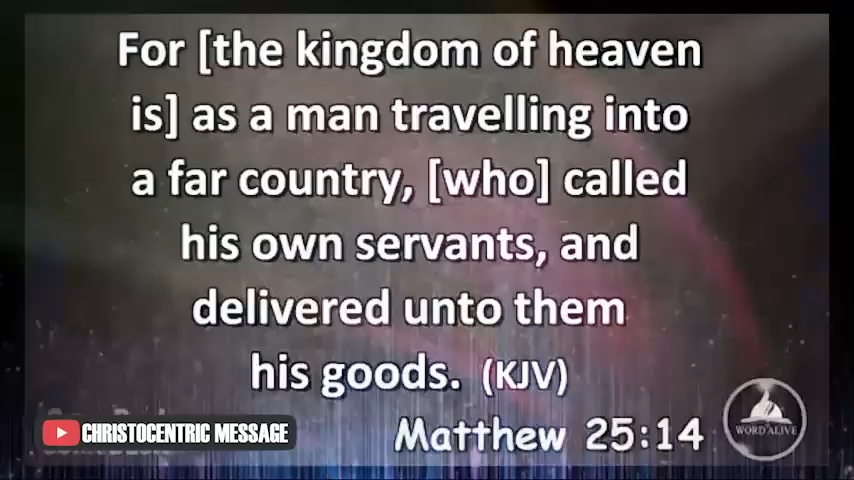 For [the kingdom of heaven
is] as a man travelling into
a far country, [who] called
his own servants, and
delivered unto them
his goods. (KJV)
Matthew 25:14
CHRISTOCENTRIC MESSAGE
WORD ALIVE